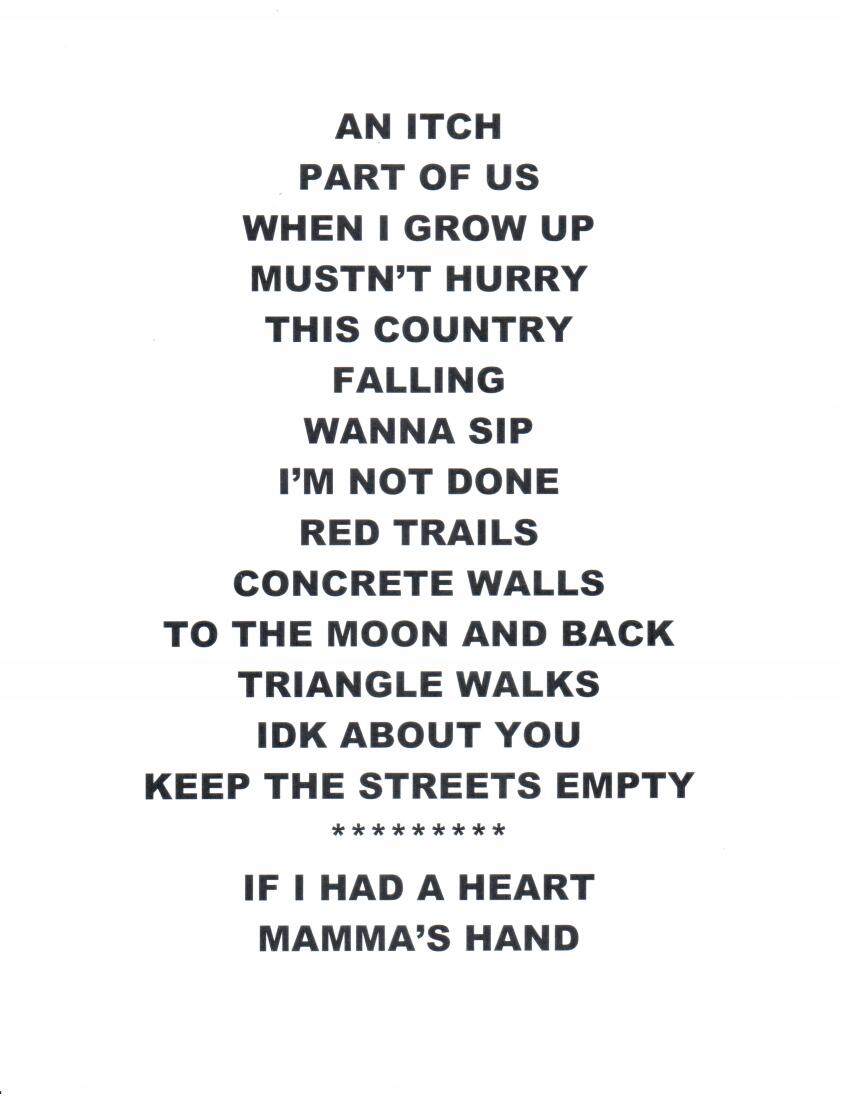 AN ITCH
PART OF US
WHEN I GROW UP
MUSTN’T HURRY
THIS COUNTRY
FALLING
WANNA SIP
I’M NOT DONE
RED TRAILS
CONCRETE WALLS
TO THE MOON AND BACK
TRIANGLE WALKS
IDK ABOUT YOU
KEEP THE STREETS EMPTY
*********
IF I HAD A HEART
MAMMA’S HAND